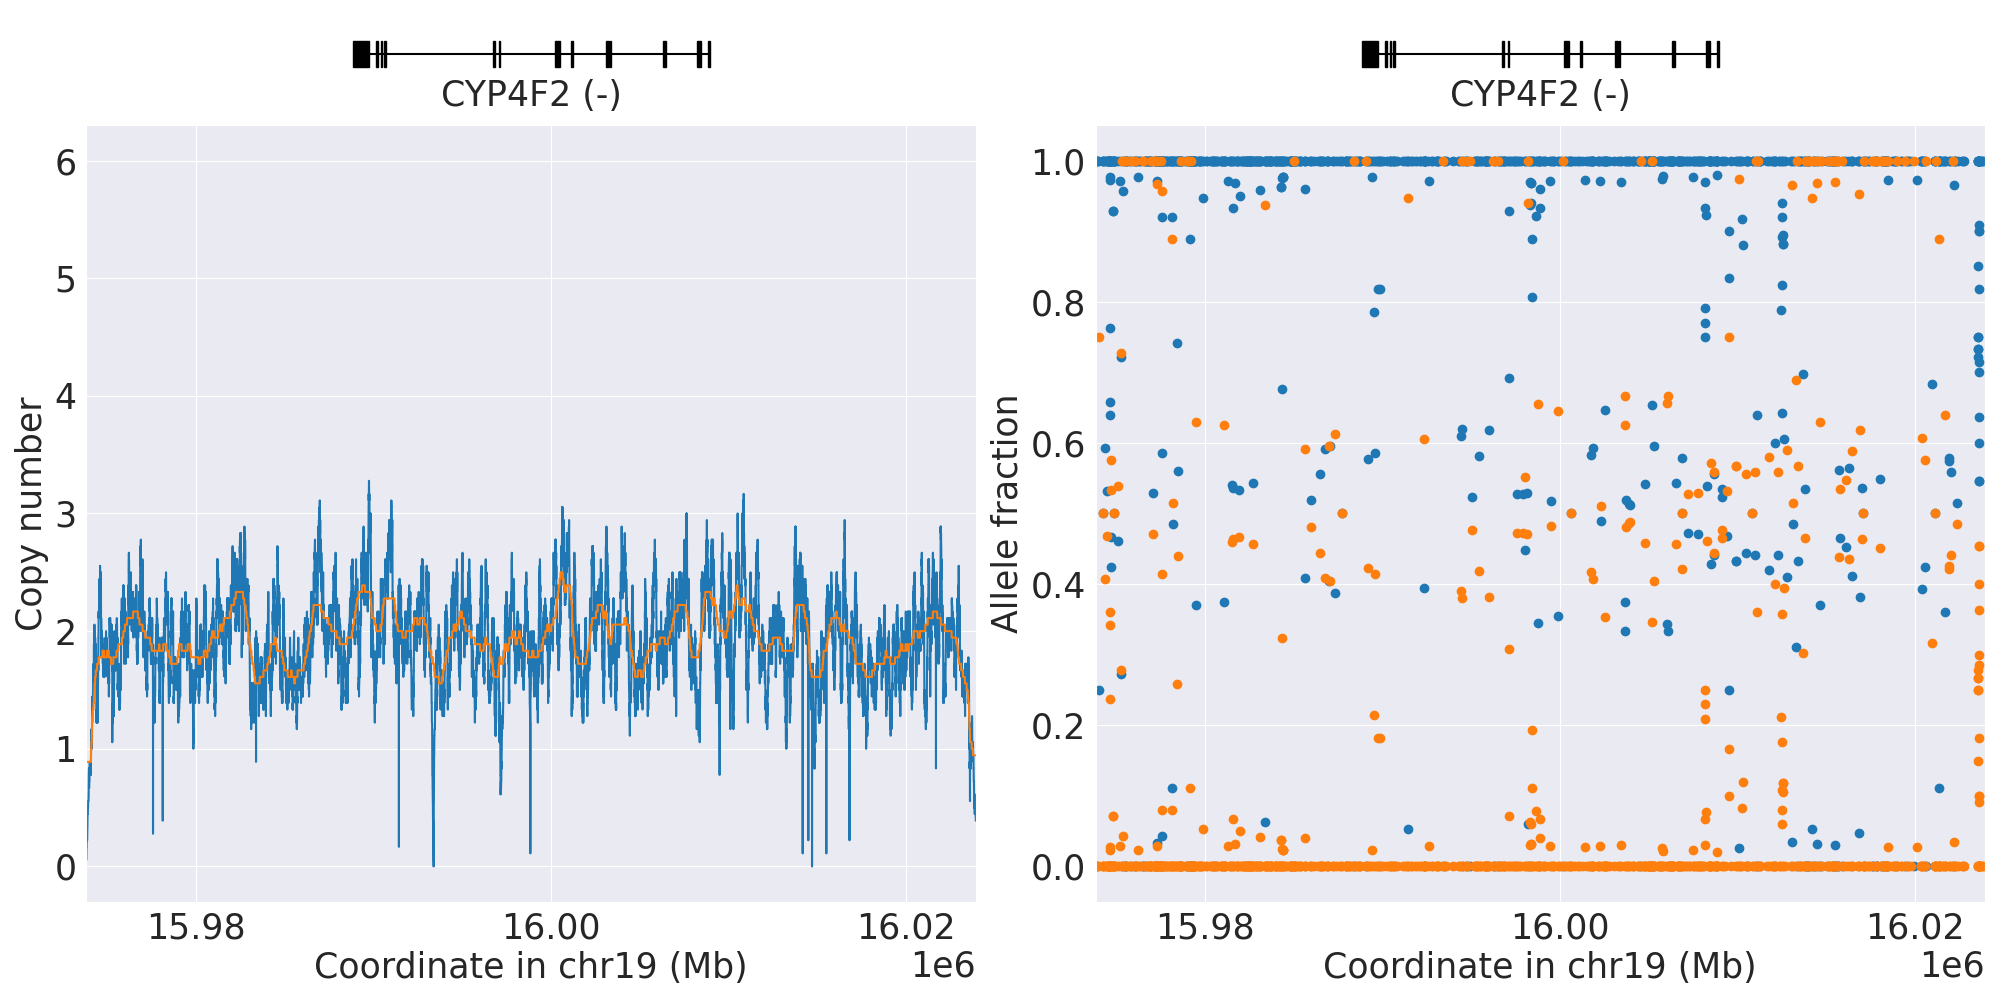 CYP4F2 (-)
6
5
4
3
2
1
0
Copy number
15.98
16.00
16.02
Coordinate in chr19 (Mb)
1e6
CYP4F2 (-)
1.0
0.8
0.6
0.4
0.2
0.0
Allele fraction
15.98
16.00
16.02
Coordinate in chr19 (Mb)
1e6